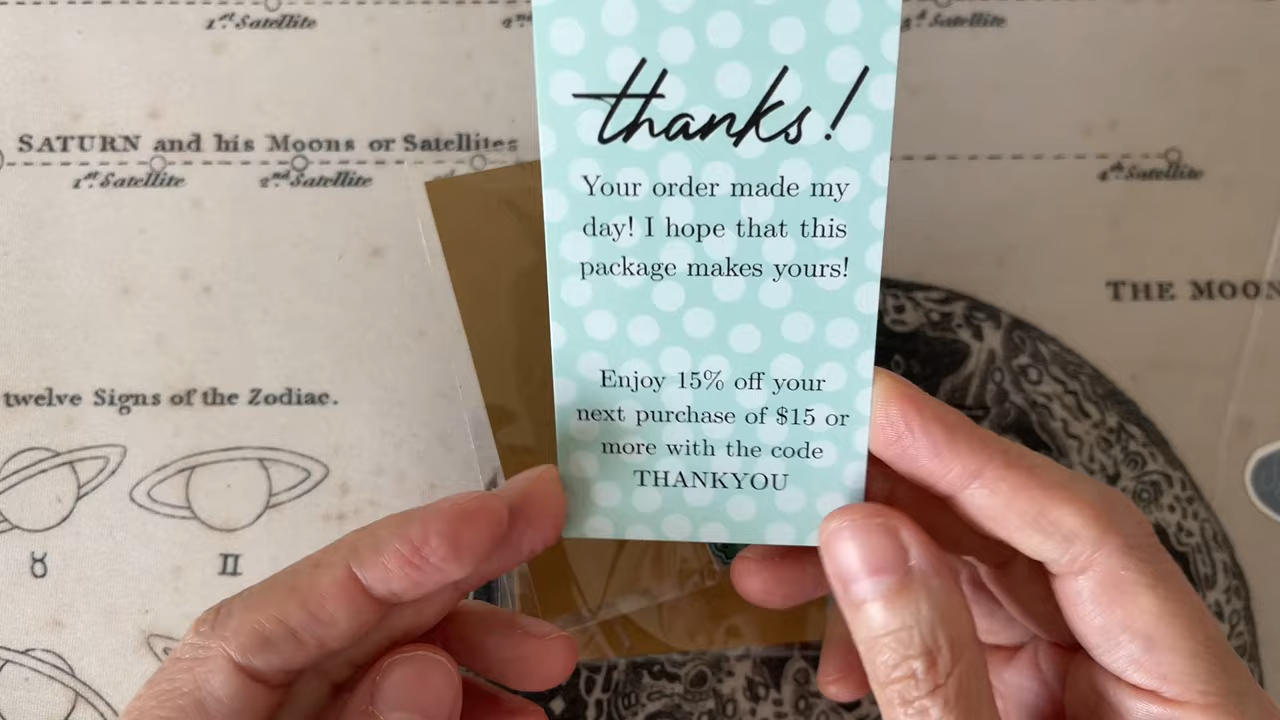 1st Satellite
2nd
3d Satellite
thanks!
SATURN and his Moons or Satellites
1st Satellite
2nd Satellite
4th Satellite
Your order made my
day! I hope that this
package makes yours!
THE MOON
Enjoy 15% off your
next purchase of $15 or
more with the code
THANKYOU
twelve Signs of the Zodiac.
♉ II